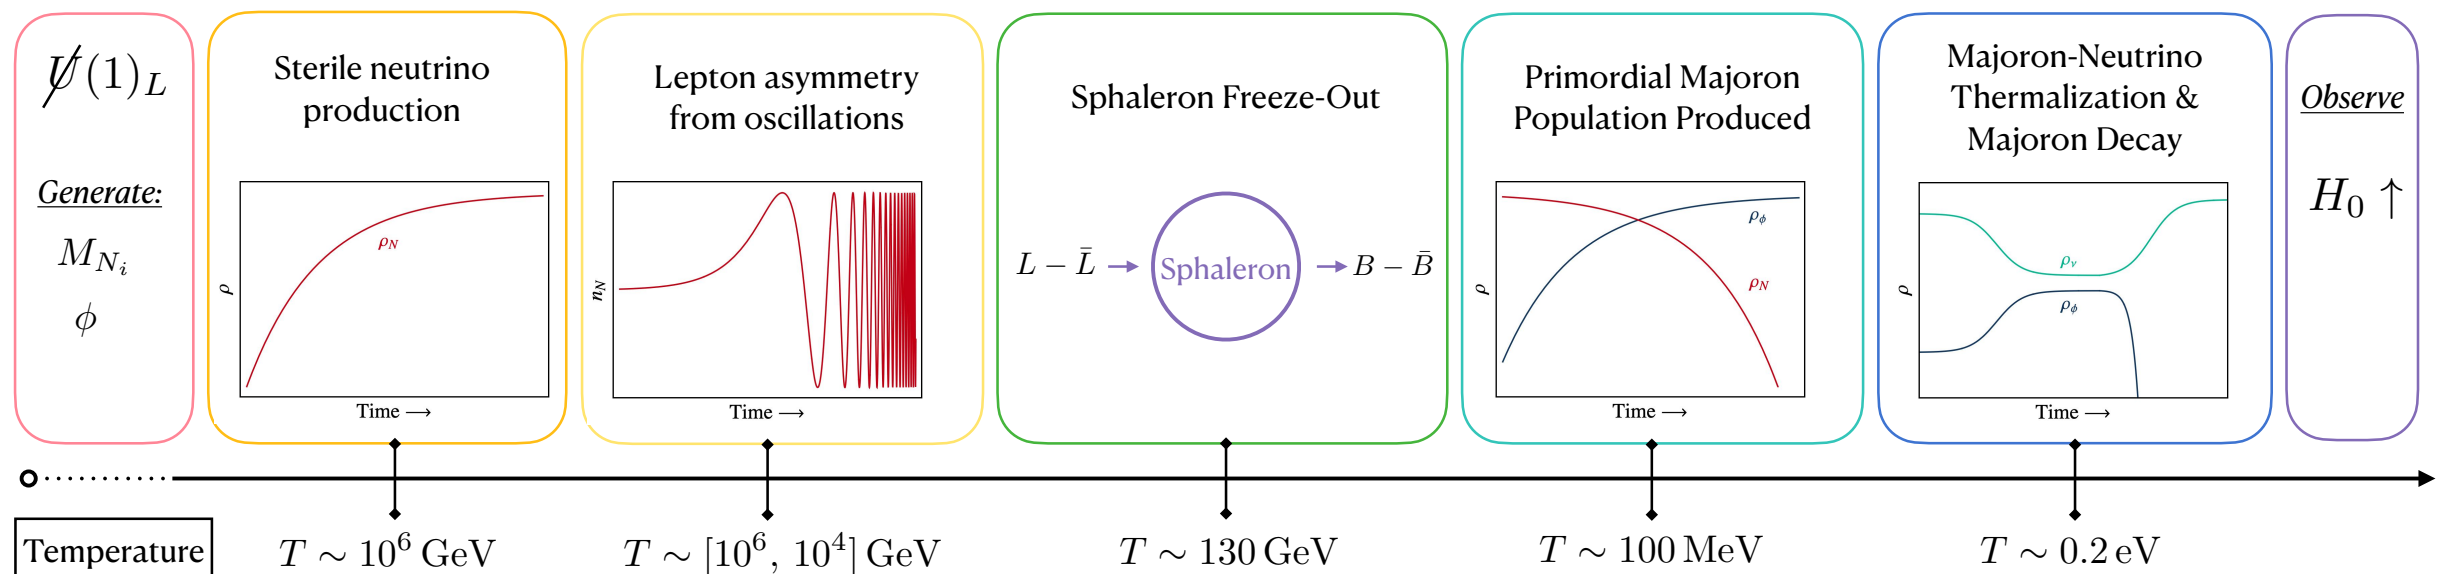 U̸(1)_L
Generate:
M_{N_i}
ϕ
Sterile neutrino
production
ρ_N
ρ
Time ⟶
Lepton asymmetry
from oscillations
n_N
Time ⟶
Sphaleron Freeze-Out
L − L̄ → Sphaleron → B − B̄
Primordial Majoron
Population Produced
ρ_ϕ
ρ_N
ρ
Time ⟶
Majoron-Neutrino
Thermalization &
Majoron Decay
ρ_ν
ρ_ϕ
ρ
Time ⟶
Observe
H_0 ↑
Temperature
T ∼ 10^6 GeV
T ∼ [10^6, 10^4] GeV
T ∼ 130 GeV
T ∼ 100 MeV
T ∼ 0.2 eV